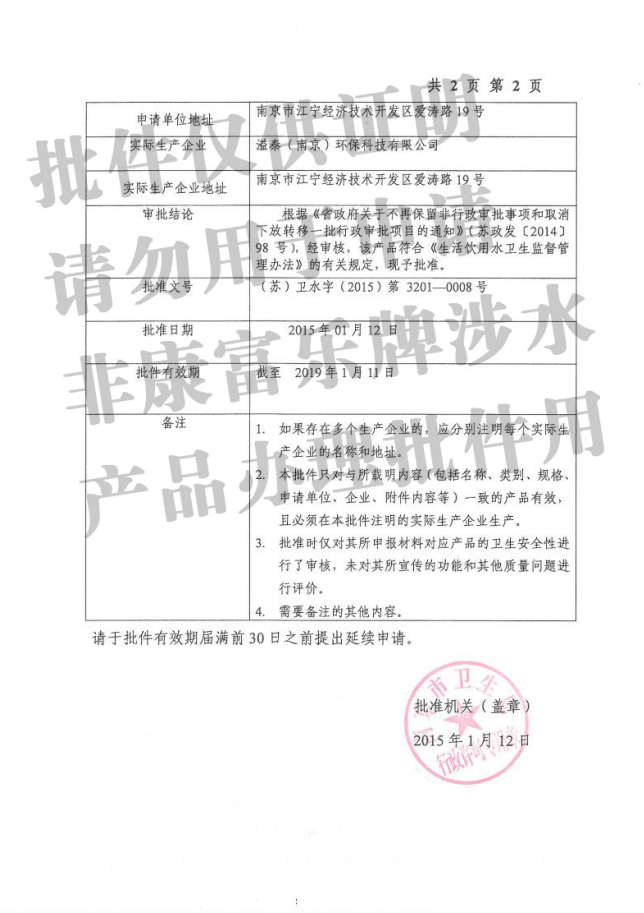 共 2 页 第 2 页
申请单位地址 南京市江宁经济技术开发区爱涛路 19 号
实际生产企业 溢泰（南京）环保科技有限公司
实际生产企业地址 南京市江宁经济技术开发区爱涛路 19 号
审批结论 根据《省政府关于不再保留非行政审批事项和取消
下放转移一批行政审批项目的通知》（苏政发〔2014〕
98 号），经审核，该产品符合《生活饮用水卫生监督管
理办法》的有关规定，现予批准。
批准文号 （苏）卫水字（2015）第 3201—0008 号
批准日期 2015 年 01 月 12 日
批件有效期 截至 2019 年 1 月 11 日
备注
1. 如果存在多个生产企业的，应分别注明每个实际生
产企业的名称和地址。
2. 本批件只对与所载明内容（包括名称、类别、规格、
申请单位、企业、附件内容等）一致的产品有效，
且必须在本批件注明的实际生产企业生产。
3. 批准时仅对其所申报材料对应产品的卫生安全性进
行了审核，未对其所宣传的功能和其他质量问题进
行评价。
4. 需要备注的其他内容。
请于批件有效期届满前 30 日之前提出延续申请。
批准机关（盖章）
2015 年 1 月 12 日
市卫生
行政许可专用章
批件仅供证明
请勿用于申请
非康富乐牌涉水
产品办理批件用